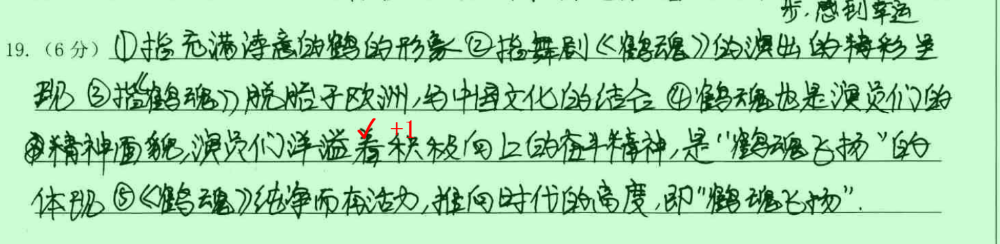 步,感到幸运
19.(6分)①指充满诗意的鹤的形象②指舞剧《鹤魂》的演出的精彩呈
现 ③指《鹤魂》脱胎于欧洲,与中国文化的结合 ④鹤魂也是演员们的
精神面貌,演员们洋溢着积极向上的奋斗精神,是“鹤魂飞扬”的
✓ +1
体现 ⑤《鹤魂》纯净而有活力,推向时代的高度,即“鹤魂飞扬”.